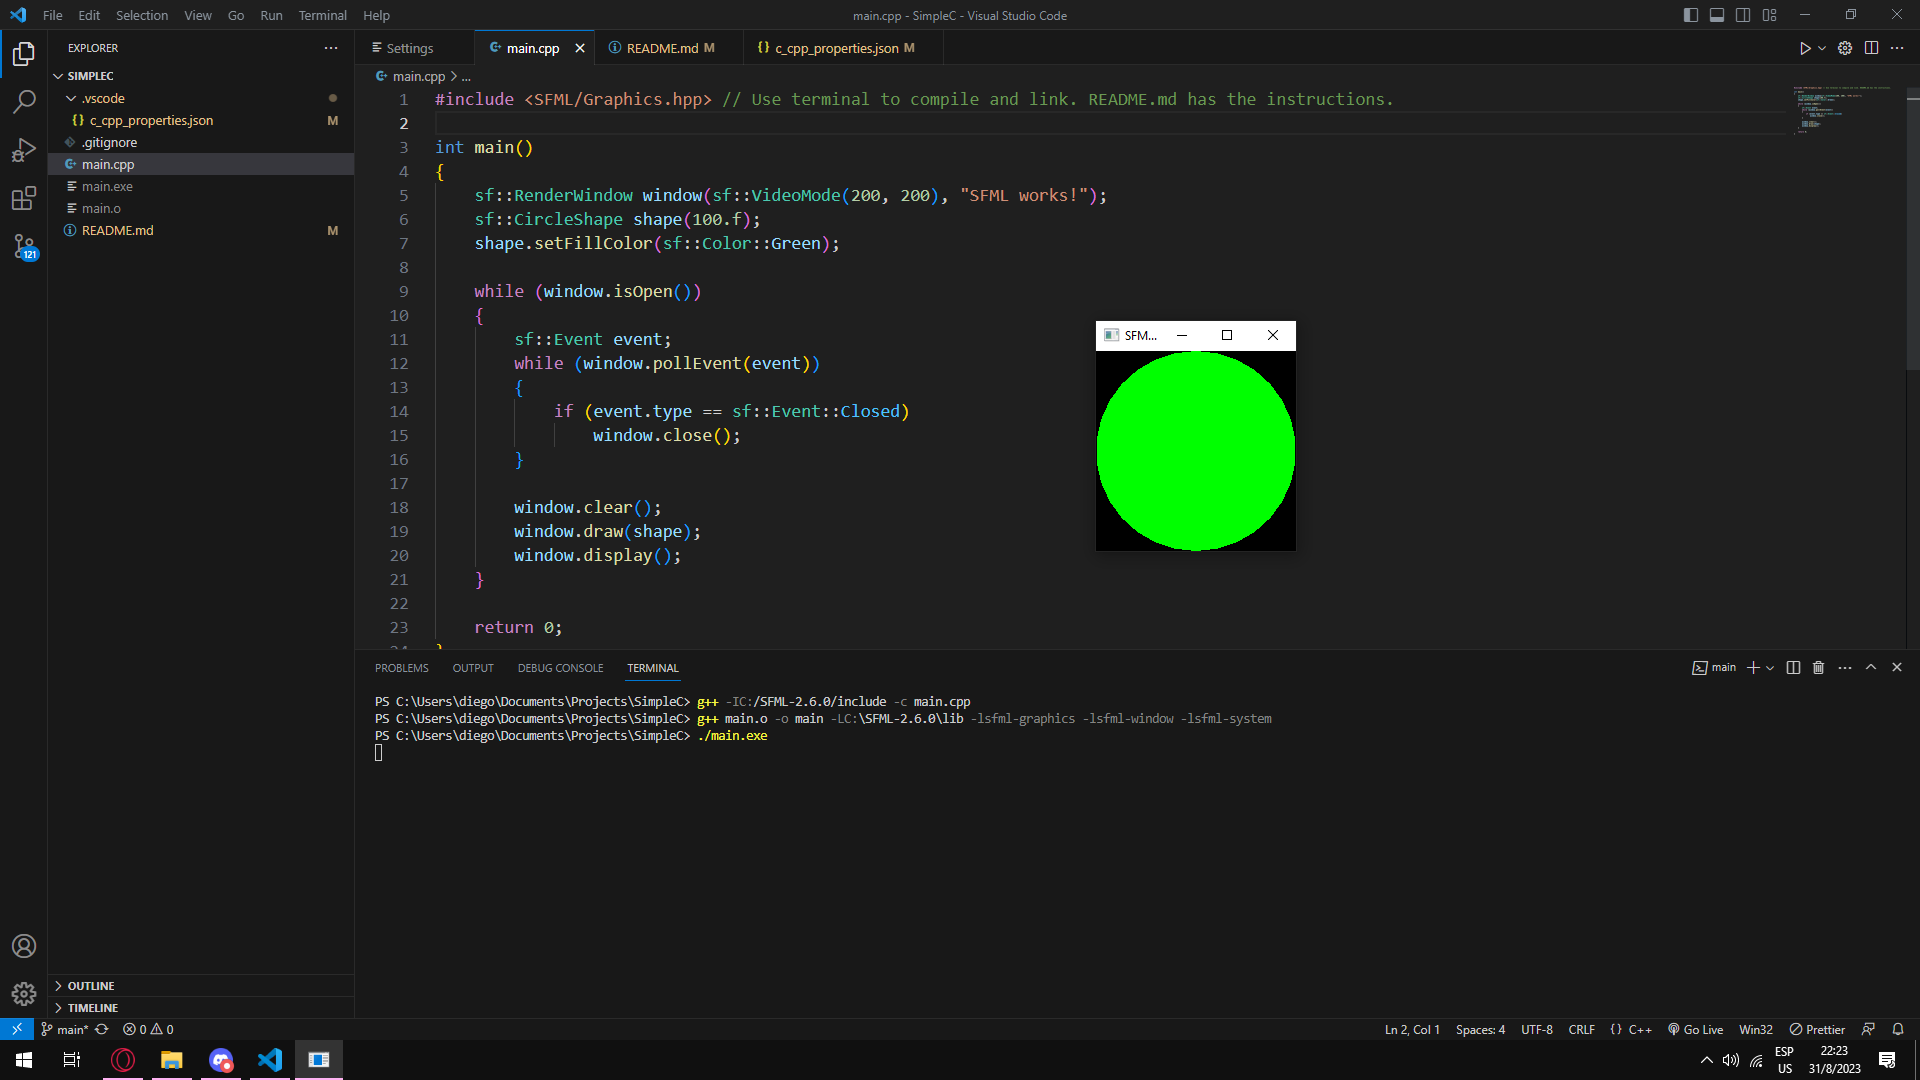 File Edit Selection View Go Run Terminal Help
main.cpp - SimpleC - Visual Studio Code
EXPLORER
SIMPLEC
.vscode
c_cpp_properties.json M
.gitignore
main.cpp
main.exe
main.o
README.md M
121
OUTLINE
TIMELINE
Settings main.cpp README.md M c_cpp_properties.json M
main.cpp > ...
1 #include <SFML/Graphics.hpp> // Use terminal to compile and link. README.md has the instructions.
2
3 int main()
4 {
5 sf::RenderWindow window(sf::VideoMode(200, 200), "SFML works!");
6 sf::CircleShape shape(100.f);
7 shape.setFillColor(sf::Color::Green);
8
9 while (window.isOpen())
10 {
11 sf::Event event;
12 while (window.pollEvent(event))
13 {
14 if (event.type == sf::Event::Closed)
15 window.close();
16 }
17
18 window.clear();
19 window.draw(shape);
20 window.display();
21 }
22
23 return 0;
SFM...
PROBLEMS OUTPUT DEBUG CONSOLE TERMINAL
main
PS C:\Users\diego\Documents\Projects\SimpleC> g++ -IC:/SFML-2.6.0/include -c main.cpp
PS C:\Users\diego\Documents\Projects\SimpleC> g++ main.o -o main -LC:\SFML-2.6.0\lib -lsfml-graphics -lsfml-window -lsfml-system
PS C:\Users\diego\Documents\Projects\SimpleC> ./main.exe
main* 0 0
Ln 2, Col 1 Spaces: 4 UTF-8 CRLF {} C++ Go Live Win32 Prettier
ESP
US
22:23
31/8/2023